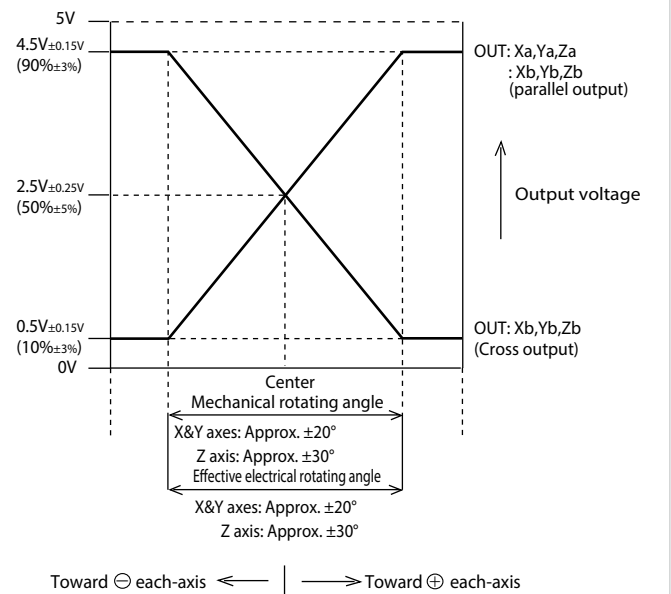 5V
4.5V±0.15V
(90%±3%)
OUT: Xa,Ya,Za
: Xb,Yb,Zb
(parallel output)
2.5V±0.25V
(50%±5%)
Output voltage
0.5V±0.15V
(10%±3%)
OUT: Xb,Yb,Zb
(Cross output)
0V
Center
Mechanical rotating angle
X&Y axes: Approx. ±20°
Z axis: Approx. ±30°
Effective electrical rotating angle
X&Y axes: Approx. ±20°
Z axis: Approx. ±30°
Toward ⊖ each-axis
Toward ⊕ each-axis